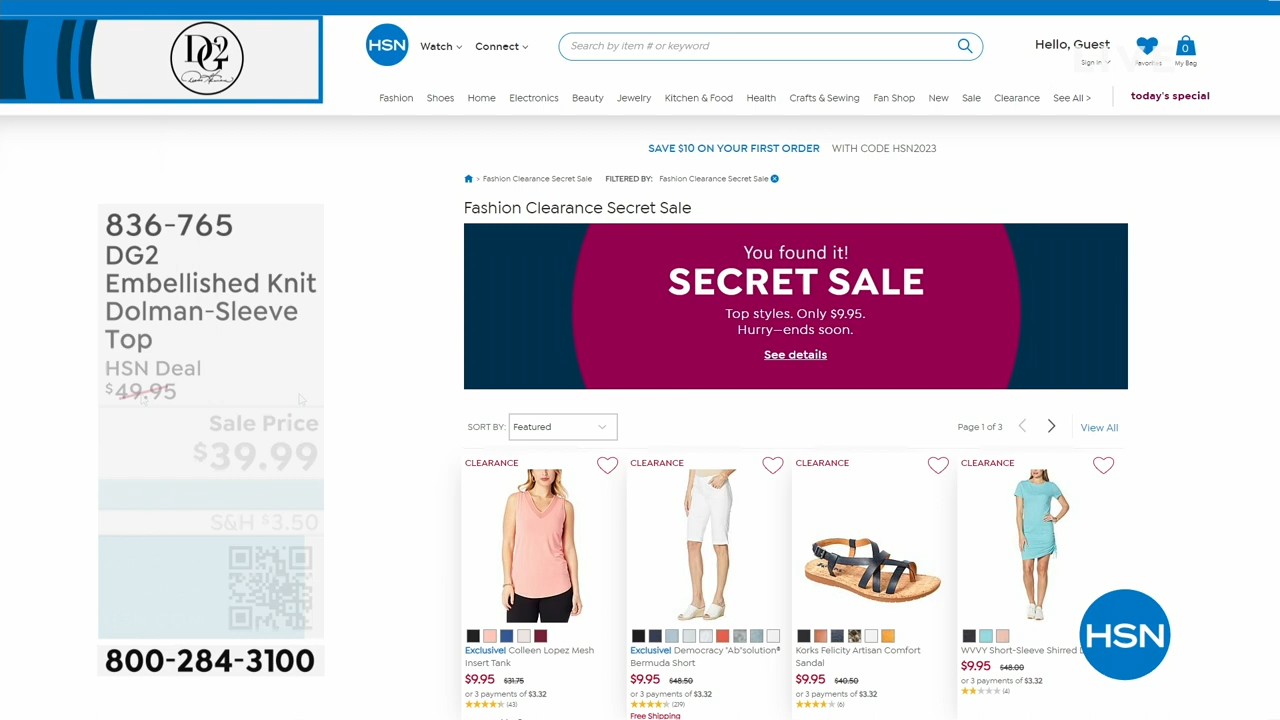 DG2
HSN
Watch
Connect
Search by item # or keyword
Hello, Guest
Sign In
Favorites
0
My Bag
Fashion
Shoes
Home
Electronics
Beauty
Jewelry
Kitchen & Food
Health
Crafts & Sewing
Fan Shop
New
Sale
Clearance
See All >
today's special
SAVE $10 ON YOUR FIRST ORDER WITH CODE HSN2023
> Fashion Clearance Secret Sale FILTERED BY: Fashion Clearance Secret Sale
Fashion Clearance Secret Sale
You found it!
SECRET SALE
Top styles. Only $9.95.
Hurry—ends soon.
See details
836-765
DG2
Embellished Knit
Dolman-Sleeve
Top
HSN Deal
$49.95
Sale Price
$39.99
S&H $3.50
800-284-3100
SORT BY: Featured
Page 1 of 3
View All
CLEARANCE
Exclusive! Colleen Lopez Mesh
Insert Tank
$9.95 $31.75
or 3 payments of $3.32
(43)
CLEARANCE
Exclusive! Democracy "Ab"solution®
Bermuda Short
$9.95 $48.50
or 3 payments of $3.32
(219)
Free Shipping
CLEARANCE
Korks Felicity Artisan Comfort
Sandal
$9.95 $40.50
or 3 payments of $3.32
(6)
CLEARANCE
WVVY Short-Sleeve Shirred
$9.95 $48.00
or 3 payments of $3.32
(4)
HSN